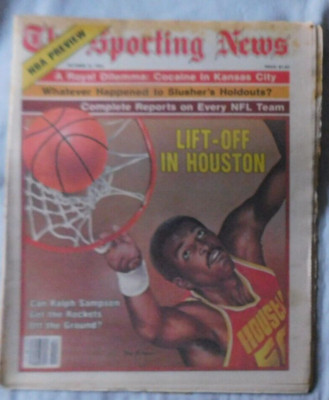 The Sporting News
NBA PREVIEW
A Royal Dilemma: Cocaine in Kansas City
Whatever Happened to Slusher's Holdouts?
Complete Reports on Every NFL Team
LIFT-OFF
IN HOUSTON
Can Ralph Sampson
Get the Rockets
Off the Ground?
HOUSTON